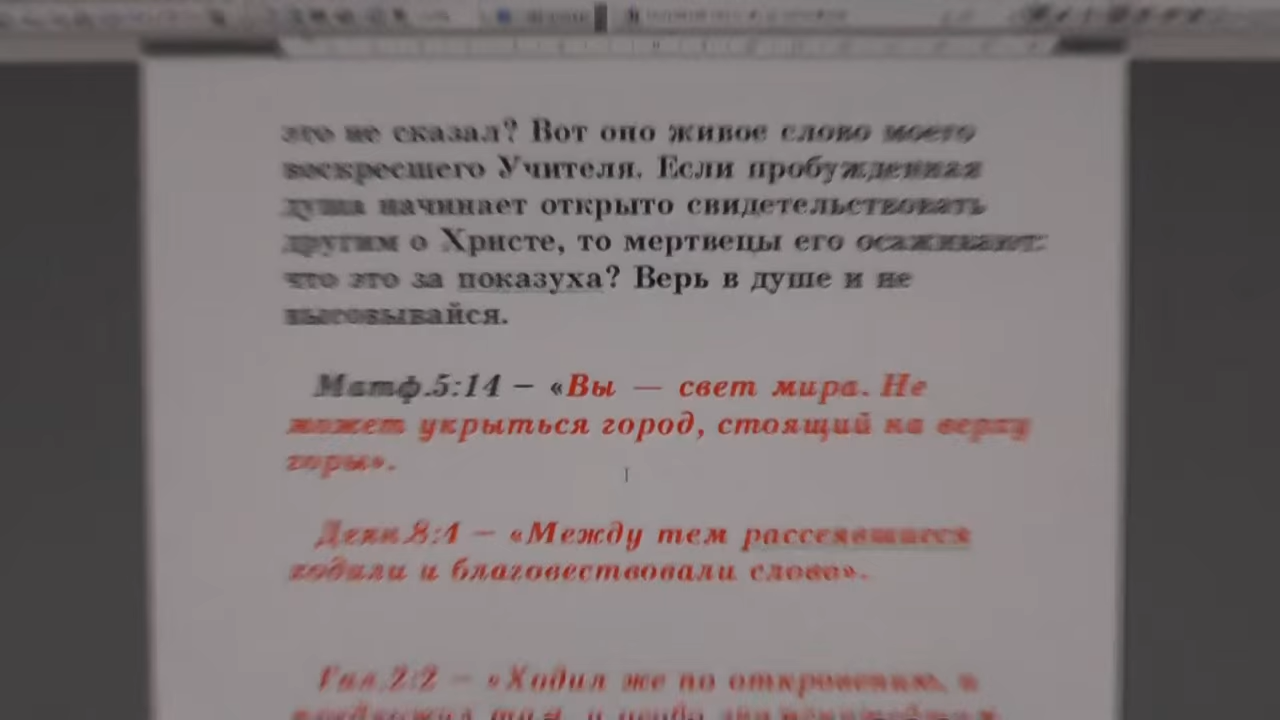 это не сказал? Вот оно живое слово моего
воскресшего Учителя. Если пробужденная
душа начинает открыто свидетельствовать
другим о Христе, то мертвецы его осаживают:
что это за показуха? Верь в душе и не
высовывайся.
Матф.5:14 – «Вы — свет мира. Не
может укрыться город, стоящий на верху
горы».
Деян.8:4 – «Между тем рассеявшиеся
ходили и благовествовали слово».
Гал.2:2 – «Ходил же по откровению, и
предложил там, и особо